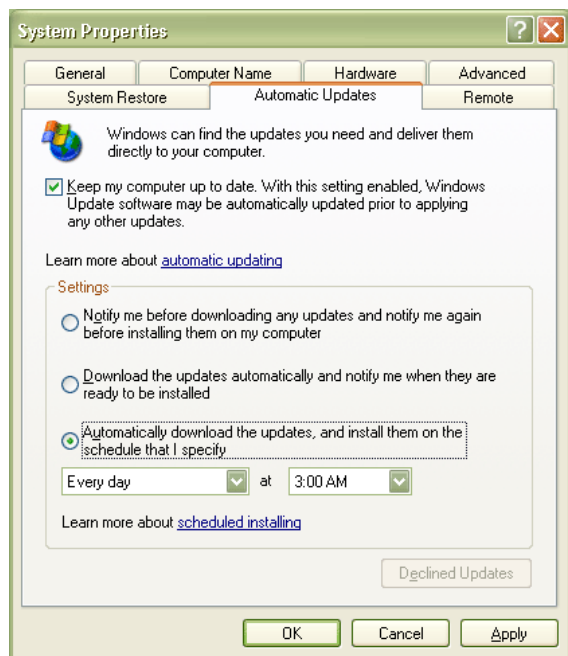 System Properties
General
Computer Name
Hardware
Advanced
System Restore
Automatic Updates
Remote
Windows can find the updates you need and deliver them
directly to your computer.
Keep my computer up to date. With this setting enabled, Windows
Update software may be automatically updated prior to applying
any other updates.
Learn more about automatic updating
Settings
Notify me before downloading any updates and notify me again
before installing them on my computer
Download the updates automatically and notify me when they are
ready to be installed
Automatically download the updates, and install them on the
schedule that I specify
Every day
at
3:00 AM
Learn more about scheduled installing
Declined Updates
OK
Cancel
Apply